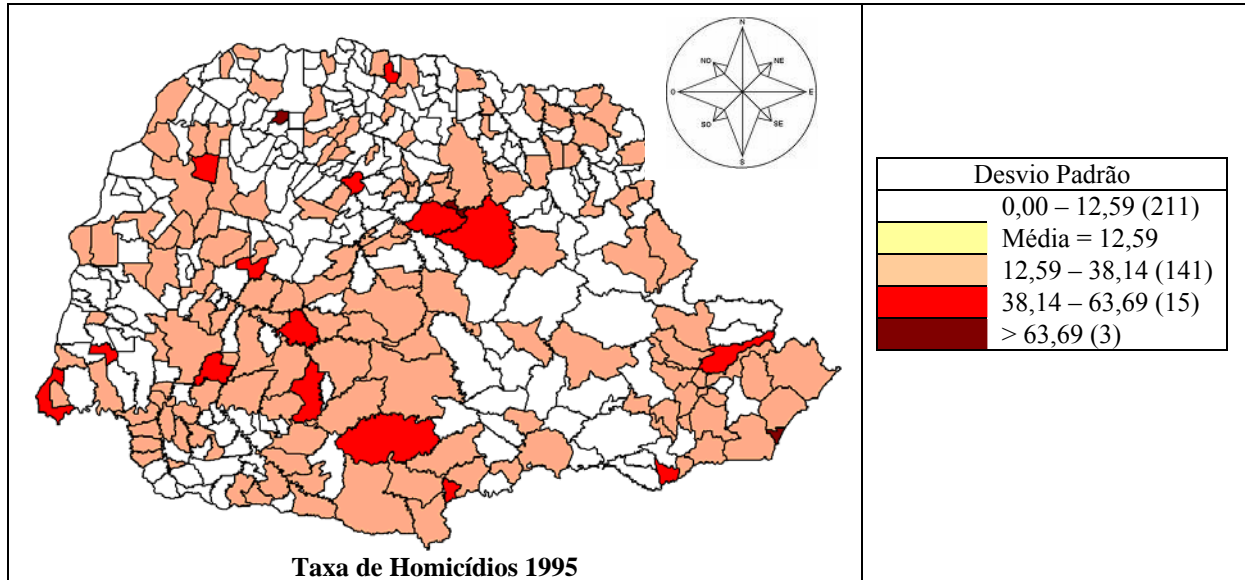 N
NO
NE
O
E
SO
SE
S
Taxa de Homicídios 1995
Desvio Padrão
0,00 – 12,59 (211)
Média = 12,59
12,59 – 38,14 (141)
38,14 – 63,69 (15)
> 63,69 (3)